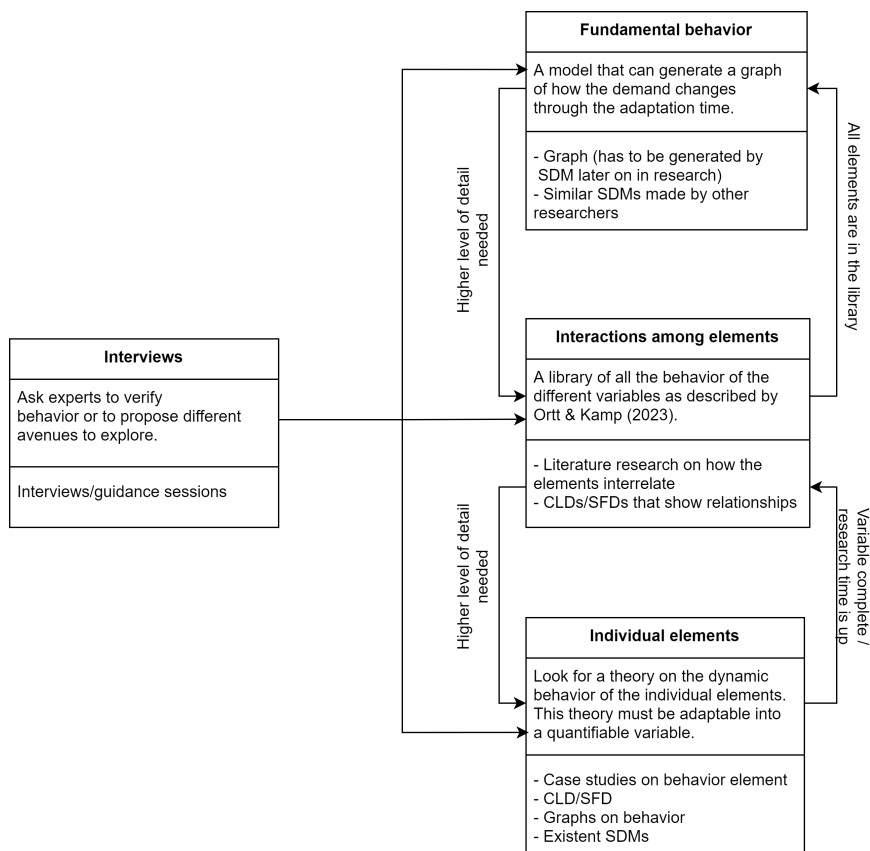 Fundamental behavior
A model that can generate a graph
of how the demand changes
through the adaptation time.
- Graph (has to be generated by
SDM later on in research)
- Similar SDMs made by other
researchers
Higher level of detail
needed
All elements are in the library
Interviews
Ask experts to verify
behavior or to propose different
avenues to explore.
Interviews/guidance sessions
Interactions among elements
A library of all the behavior of the
different variables as described by
Ortt & Kamp (2023).
- Literature research on how the
elements interrelate
- CLDs/SFDs that show relationships
Higher level of detail
needed
Variable complete /
research time is up
Individual elements
Look for a theory on the dynamic
behavior of the individual elements.
This theory must be adaptable into
a quantifiable variable.
- Case studies on behavior element
- CLD/SFD
- Graphs on behavior
- Existent SDMs